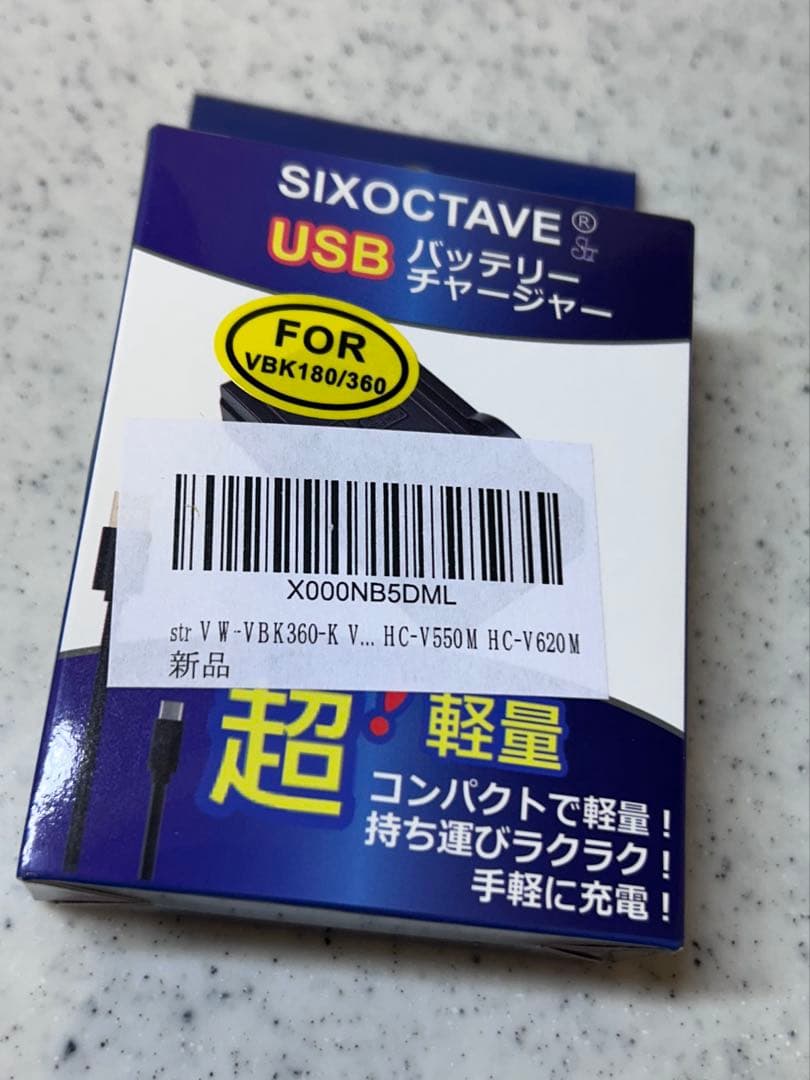 SIXOCTAVE®
str
USB バッテリー
チャージャー
FOR
VBK180/360
X000NB5DML
str VW-VBK360-K V... HC-V550M HC-V620M
新品
超！軽量
コンパクトで軽量！
持ち運びラクラク！
手軽に充電！